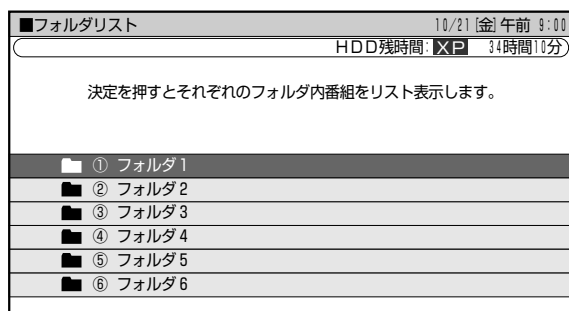 ■フォルダリスト 10/21[金]午前 9:00
HDD残時間:XP 34時間10分
決定を押すとそれぞれのフォルダ内番組をリスト表示します。
① フォルダ1
② フォルダ2
③ フォルダ3
④ フォルダ4
⑤ フォルダ5
⑥ フォルダ6